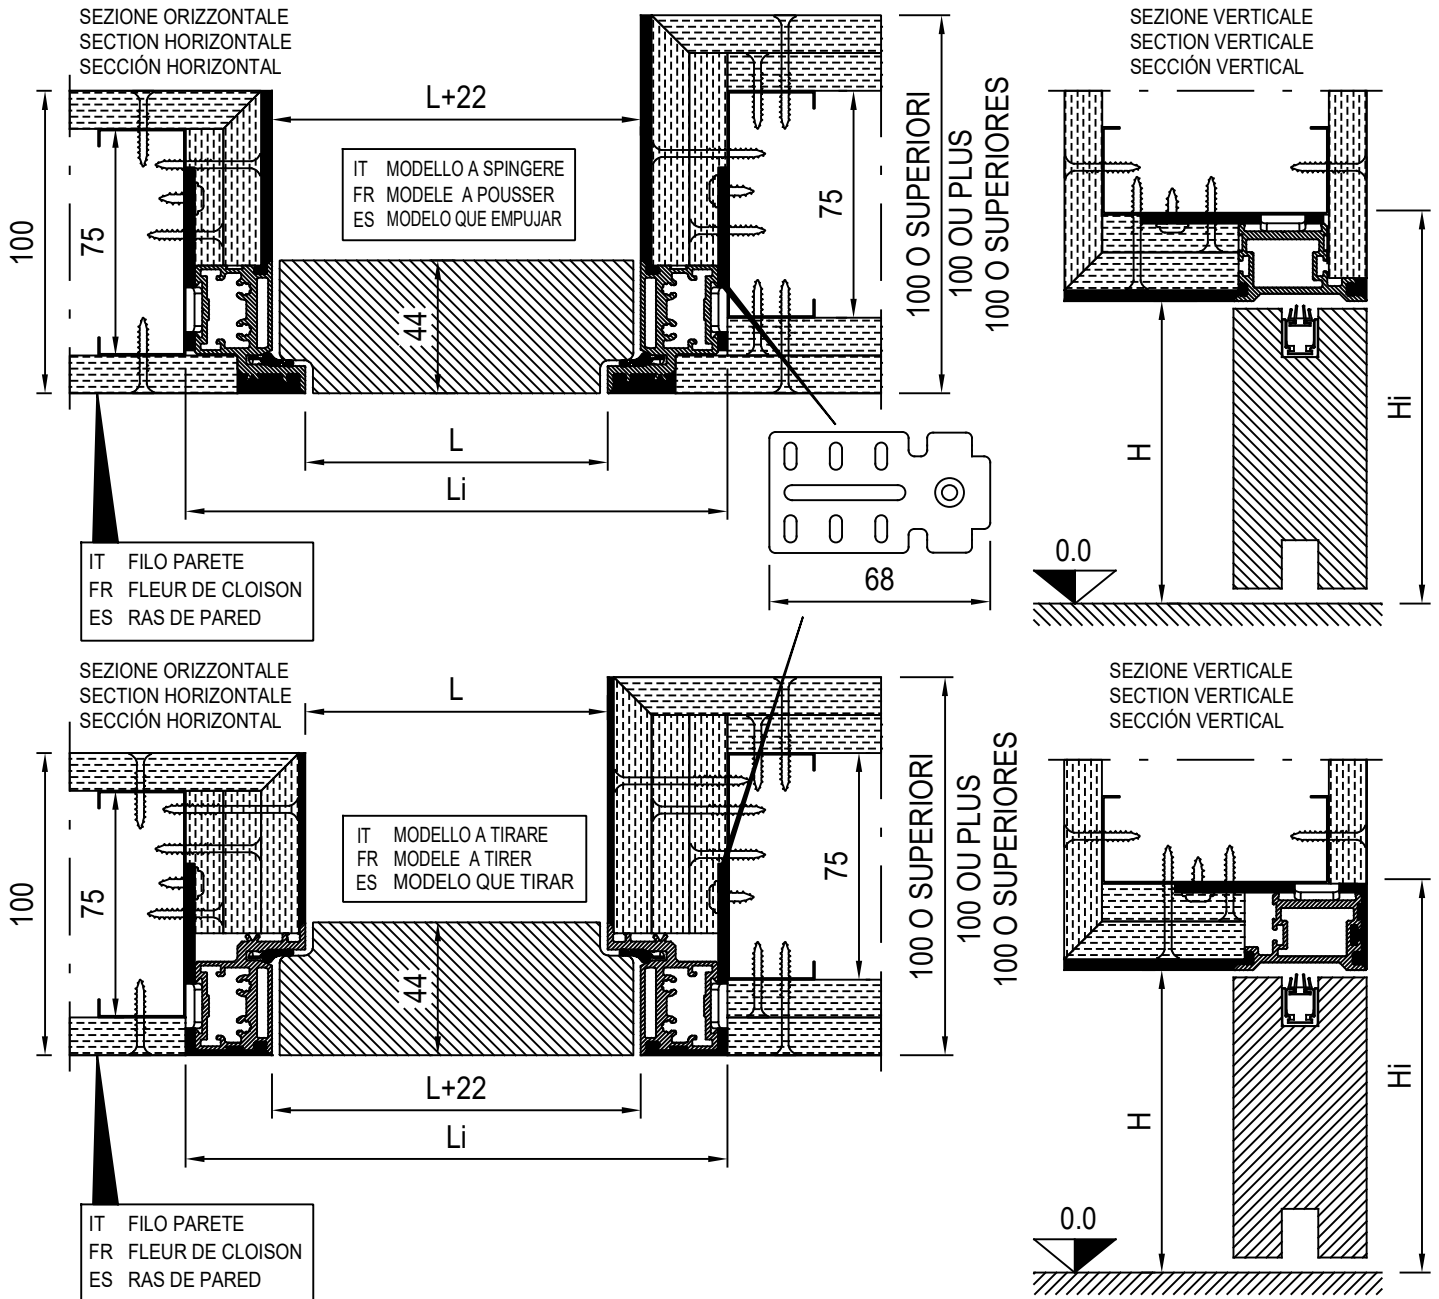 SEZIONE ORIZZONTALE
SECTION HORIZONTALE
SECCIÓN HORIZONTAL
L+22
IT MODELLO A SPINGERE
FR MODELE A POUSSER
ES MODELO QUE EMPUJAR
100
75
44
75
100 O SUPERIORI
100 OU PLUS
100 O SUPERIORES
L
Li
IT FILO PARETE
FR FLEUR DE CLOISON
ES RAS DE PARED
68
SEZIONE VERTICALE
SECTION VERTICALE
SECCIÓN VERTICAL
H
Hi
0.0
SEZIONE ORIZZONTALE
SECTION HORIZONTALE
SECCIÓN HORIZONTAL
L
IT MODELLO A TIRARE
FR MODELE A TIRER
ES MODELO QUE TIRAR
100
75
44
75
100 O SUPERIORI
100 OU PLUS
100 O SUPERIORES
L+22
Li
IT FILO PARETE
FR FLEUR DE CLOISON
ES RAS DE PARED
SEZIONE VERTICALE
SECTION VERTICALE
SECCIÓN VERTICAL
H
Hi
0.0